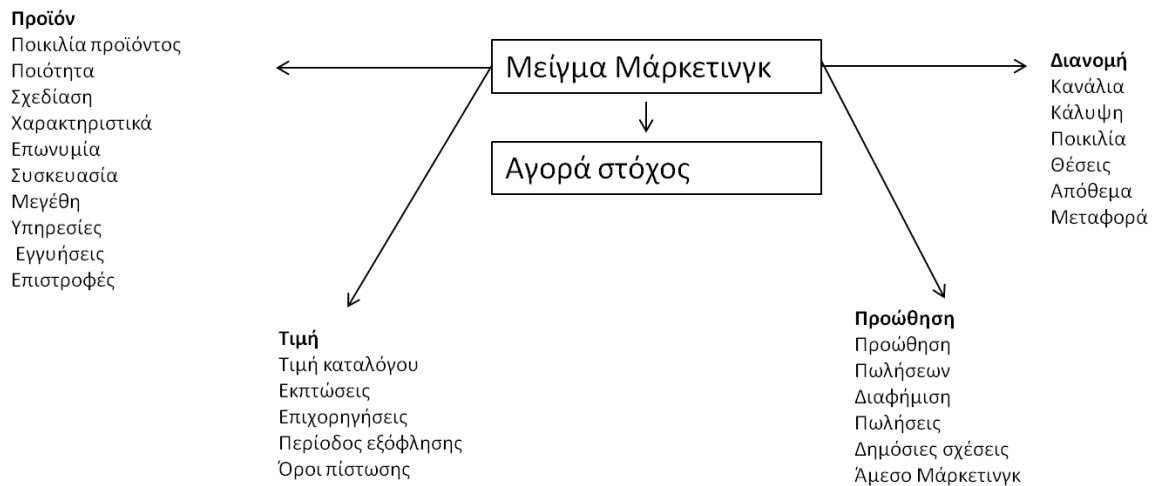 Προϊόν
Ποικιλία προϊόντος
Ποιότητα
Σχεδίαση
Χαρακτηριστικά
Επωνυμία
Συσκευασία
Μεγέθη
Υπηρεσίες
Εγγυήσεις
Επιστροφές
Μείγμα Μάρκετινγκ
Αγορά στόχος
Διανομή
Κανάλια
Κάλυψη
Ποικιλία
Θέσεις
Απόθεμα
Μεταφορά
Τιμή
Τιμή καταλόγου
Εκπτώσεις
Επιχορηγήσεις
Περίοδος εξόφλησης
Όροι πίστωσης
Προώθηση
Προώθηση
Πωλήσεων
Διαφήμιση
Πωλήσεις
Δημόσιες σχέσεις
Άμεσο Μάρκετινγκ